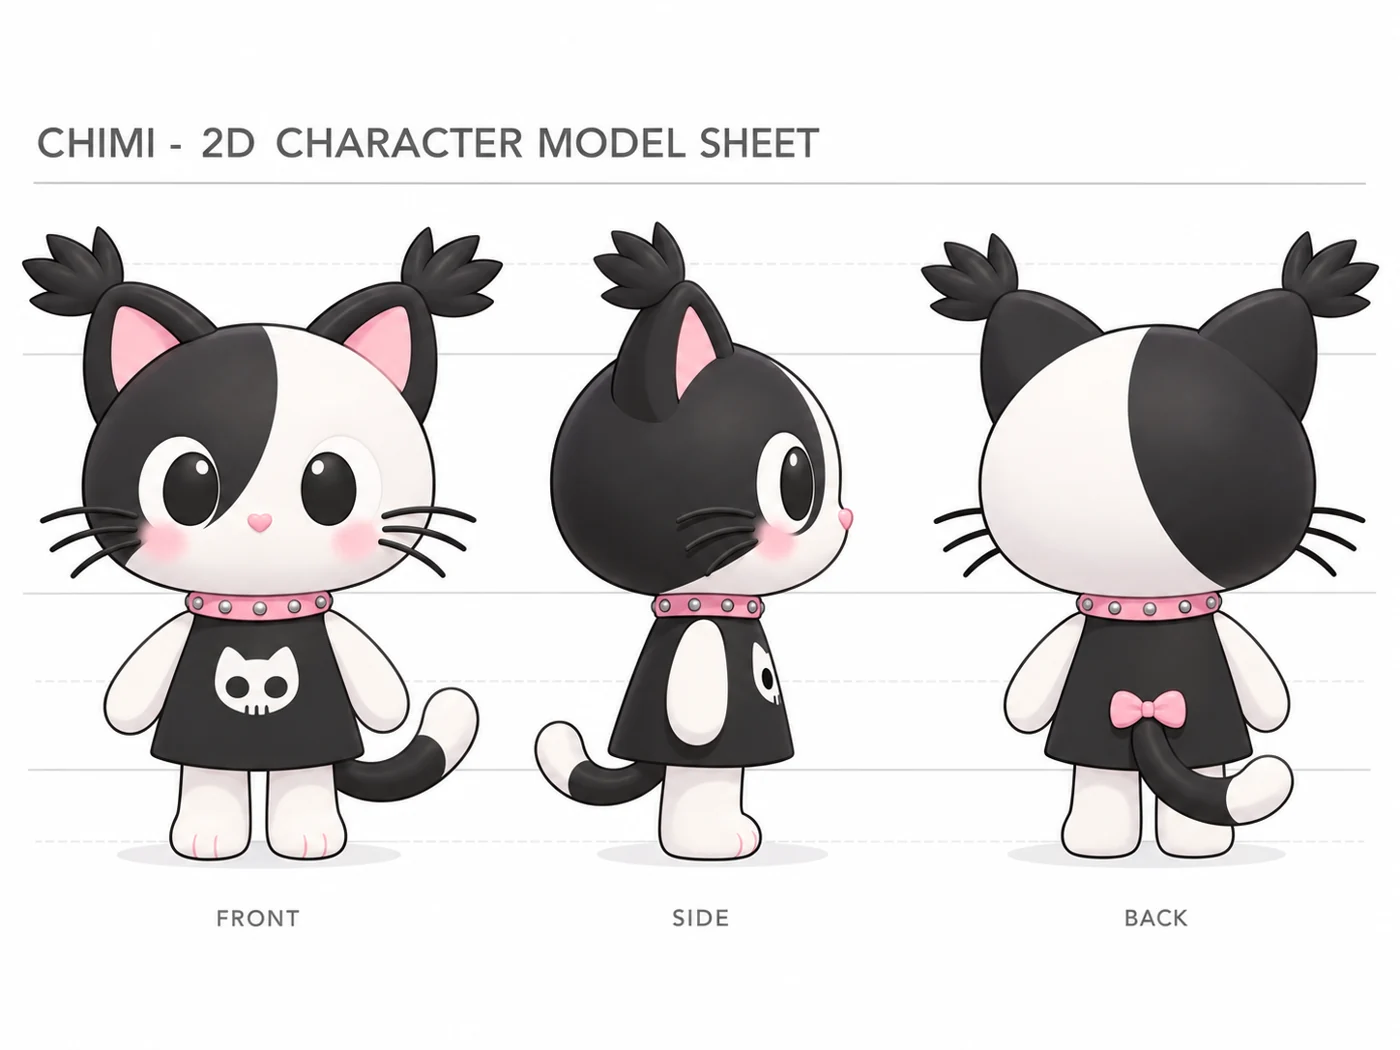 CHIMI - 2D CHARACTER MODEL SHEET
FRONT
SIDE
BACK